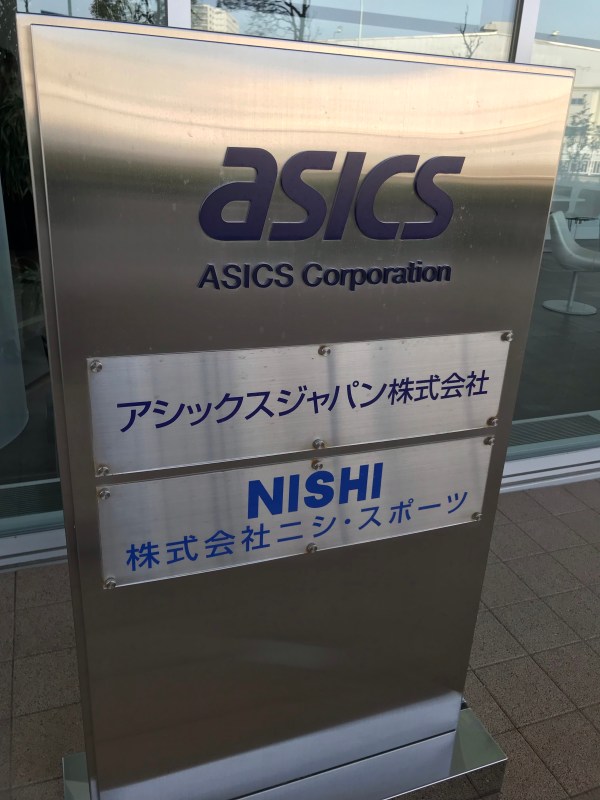 asics
ASICS Corporation
アシックスジャパン株式会社
NISHI
株式会社ニシ・スポーツ